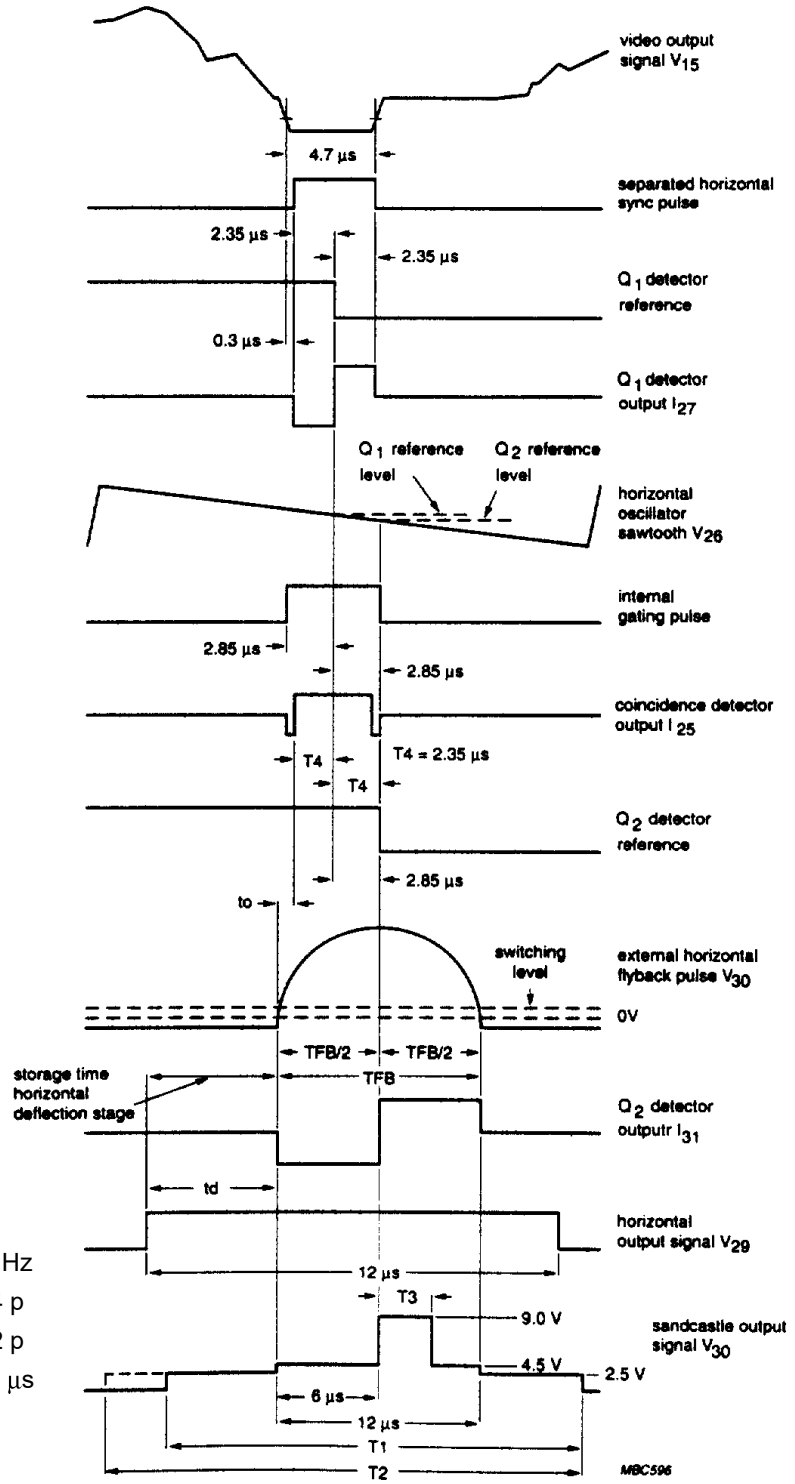 video output
signal V15
4.7 μs
separated horizontal
sync pulse
2.35 μs
2.35 μs
Q1 detector
reference
0.3 μs
Q1 detector
output I27
Q1 reference
level
Q2 reference
level
horizontal
oscillator
sawtooth V26
internal
gating pulse
2.85 μs
2.85 μs
coincidence detector
output I25
T4
T4 = 2.35 μs
T4
Q2 detector
reference
2.85 μs
to
switching
level
external horizontal
flyback pulse V30
0V
TFB/2
TFB/2
TFB
storage time
horizontal
deflection stage
Q2 detector
outputr I31
td
horizontal
output signal V29
Hz
12 μs
T3
p
9.0 V
sandcastle output
signal V30
p
4.5 V
2.5 V
μs
6 μs
12 μs
T1
T2
MBC596